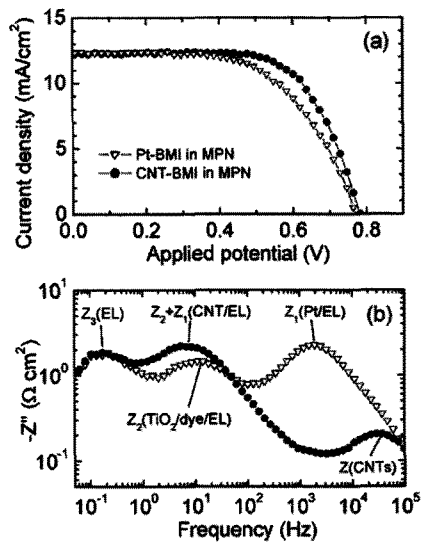 15
(a)
10
5
0
Current density (mA/cm²)
Pt-BMI in MPN
CNT-BMI in MPN
0.0 0.2 0.4 0.6 0.8
Applied potential (V)
10¹
(b)
Z₃(EL)
Z₂+Z₁(CNT/EL)
Z₁(Pt/EL)
10⁰
-Z'' (Ω cm²)
Z₂(TiO₂/dye/EL)
Z(CNTs)
10⁻¹
10⁻¹ 10⁰ 10¹ 10² 10³ 10⁴ 10⁵
Frequency (Hz)